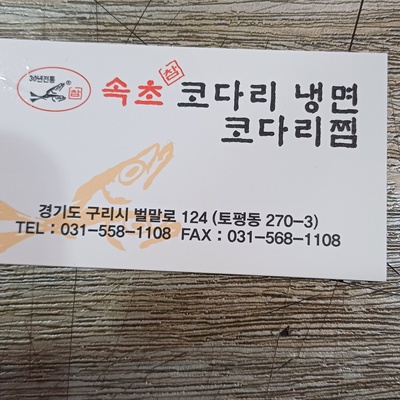 30년전통
참
속초 참 코다리 냉면
코다리찜
경기도 구리시 벌말로 124 (토평동 270-3)
TEL : 031-558-1108 FAX : 031-568-1108